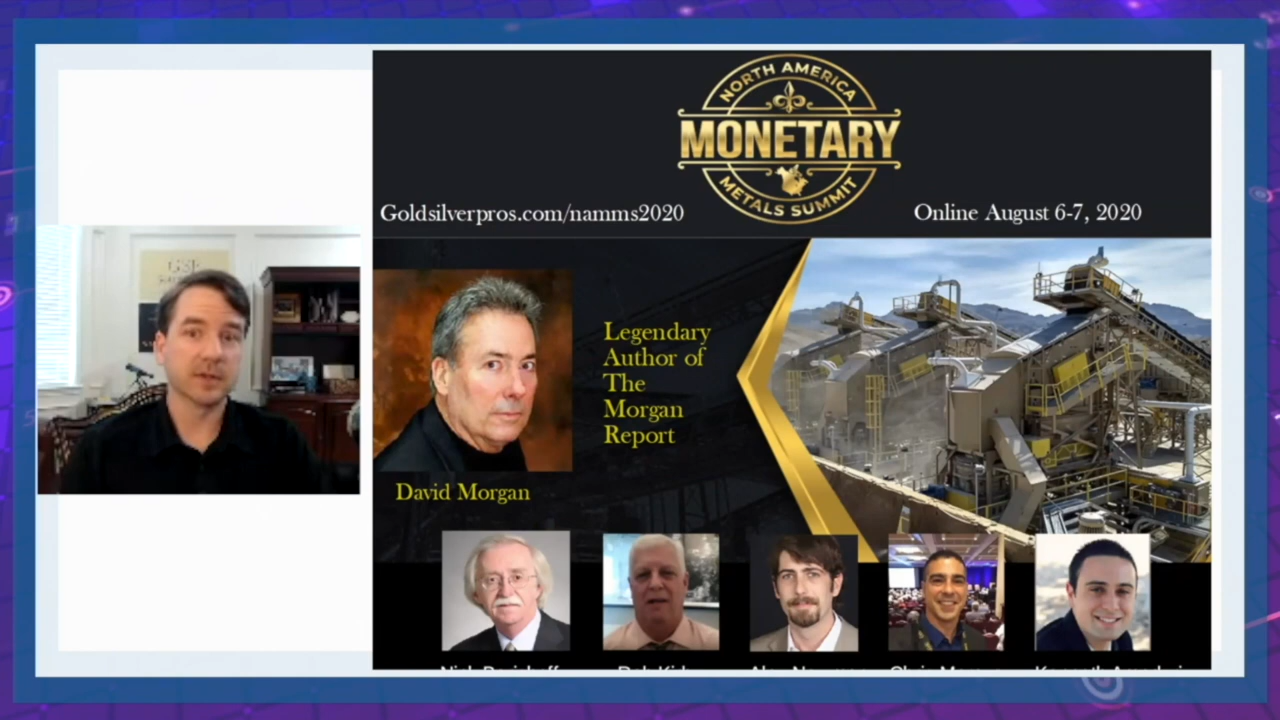 NORTH AMERICA
MONETARY
METALS SUMMIT
Goldsilverpros.com/namms2020
Online August 6-7, 2020
Legendary
Author of
The
Morgan
Report
David Morgan